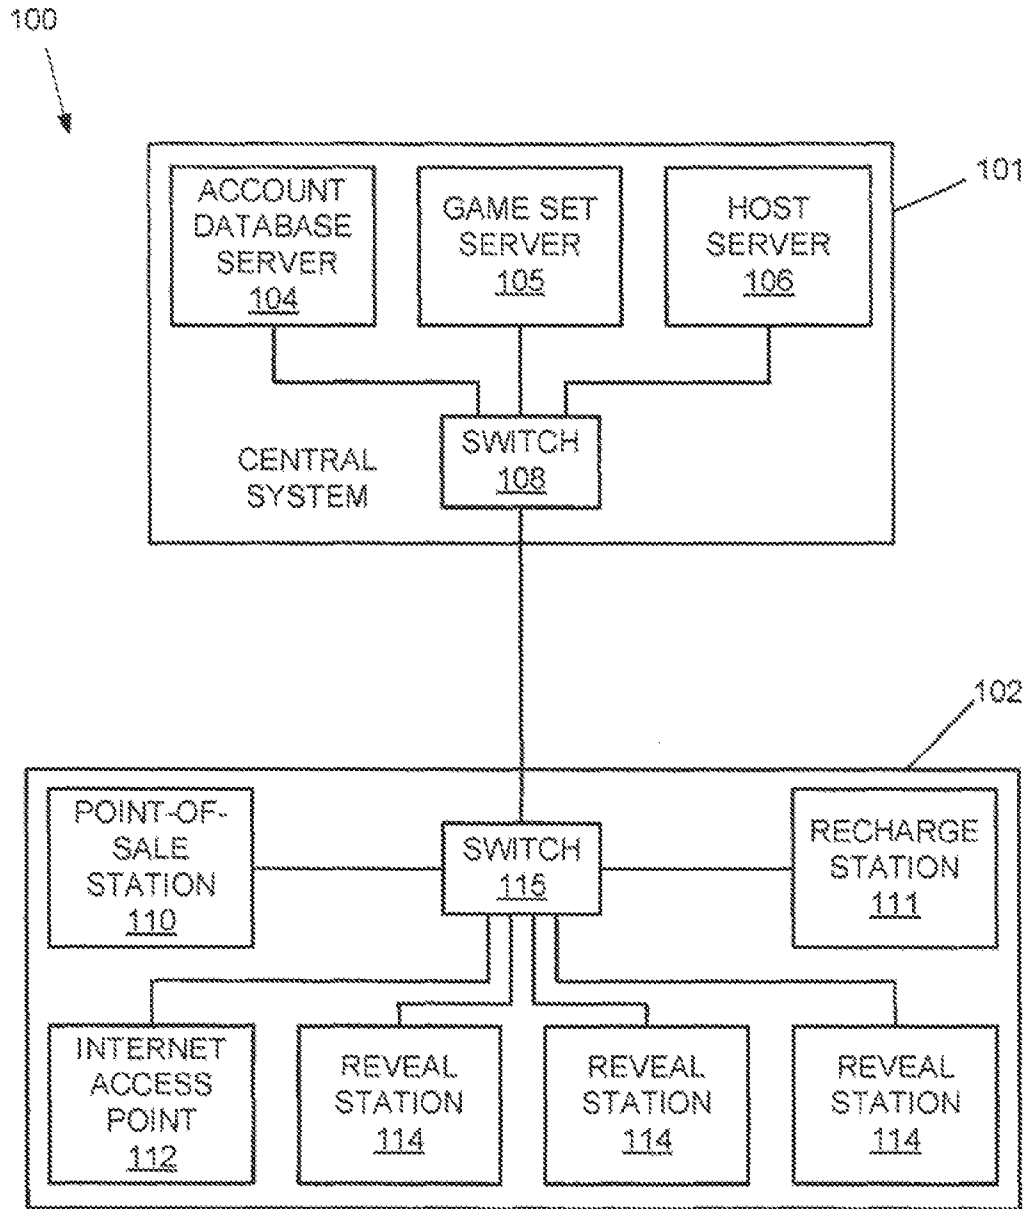 100
101
ACCOUNT
DATABASE
SERVER
104
GAME SET
SERVER
105
HOST
SERVER
106
SWITCH
108
CENTRAL
SYSTEM
102
POINT-OF-
SALE
STATION
110
SWITCH
115
RECHARGE
STATION
111
INTERNET
ACCESS
POINT
112
REVEAL
STATION
114
REVEAL
STATION
114
REVEAL
STATION
114